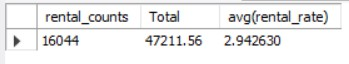 rental_counts Total avg(rental_rate)
16044 47211.56 2.942630